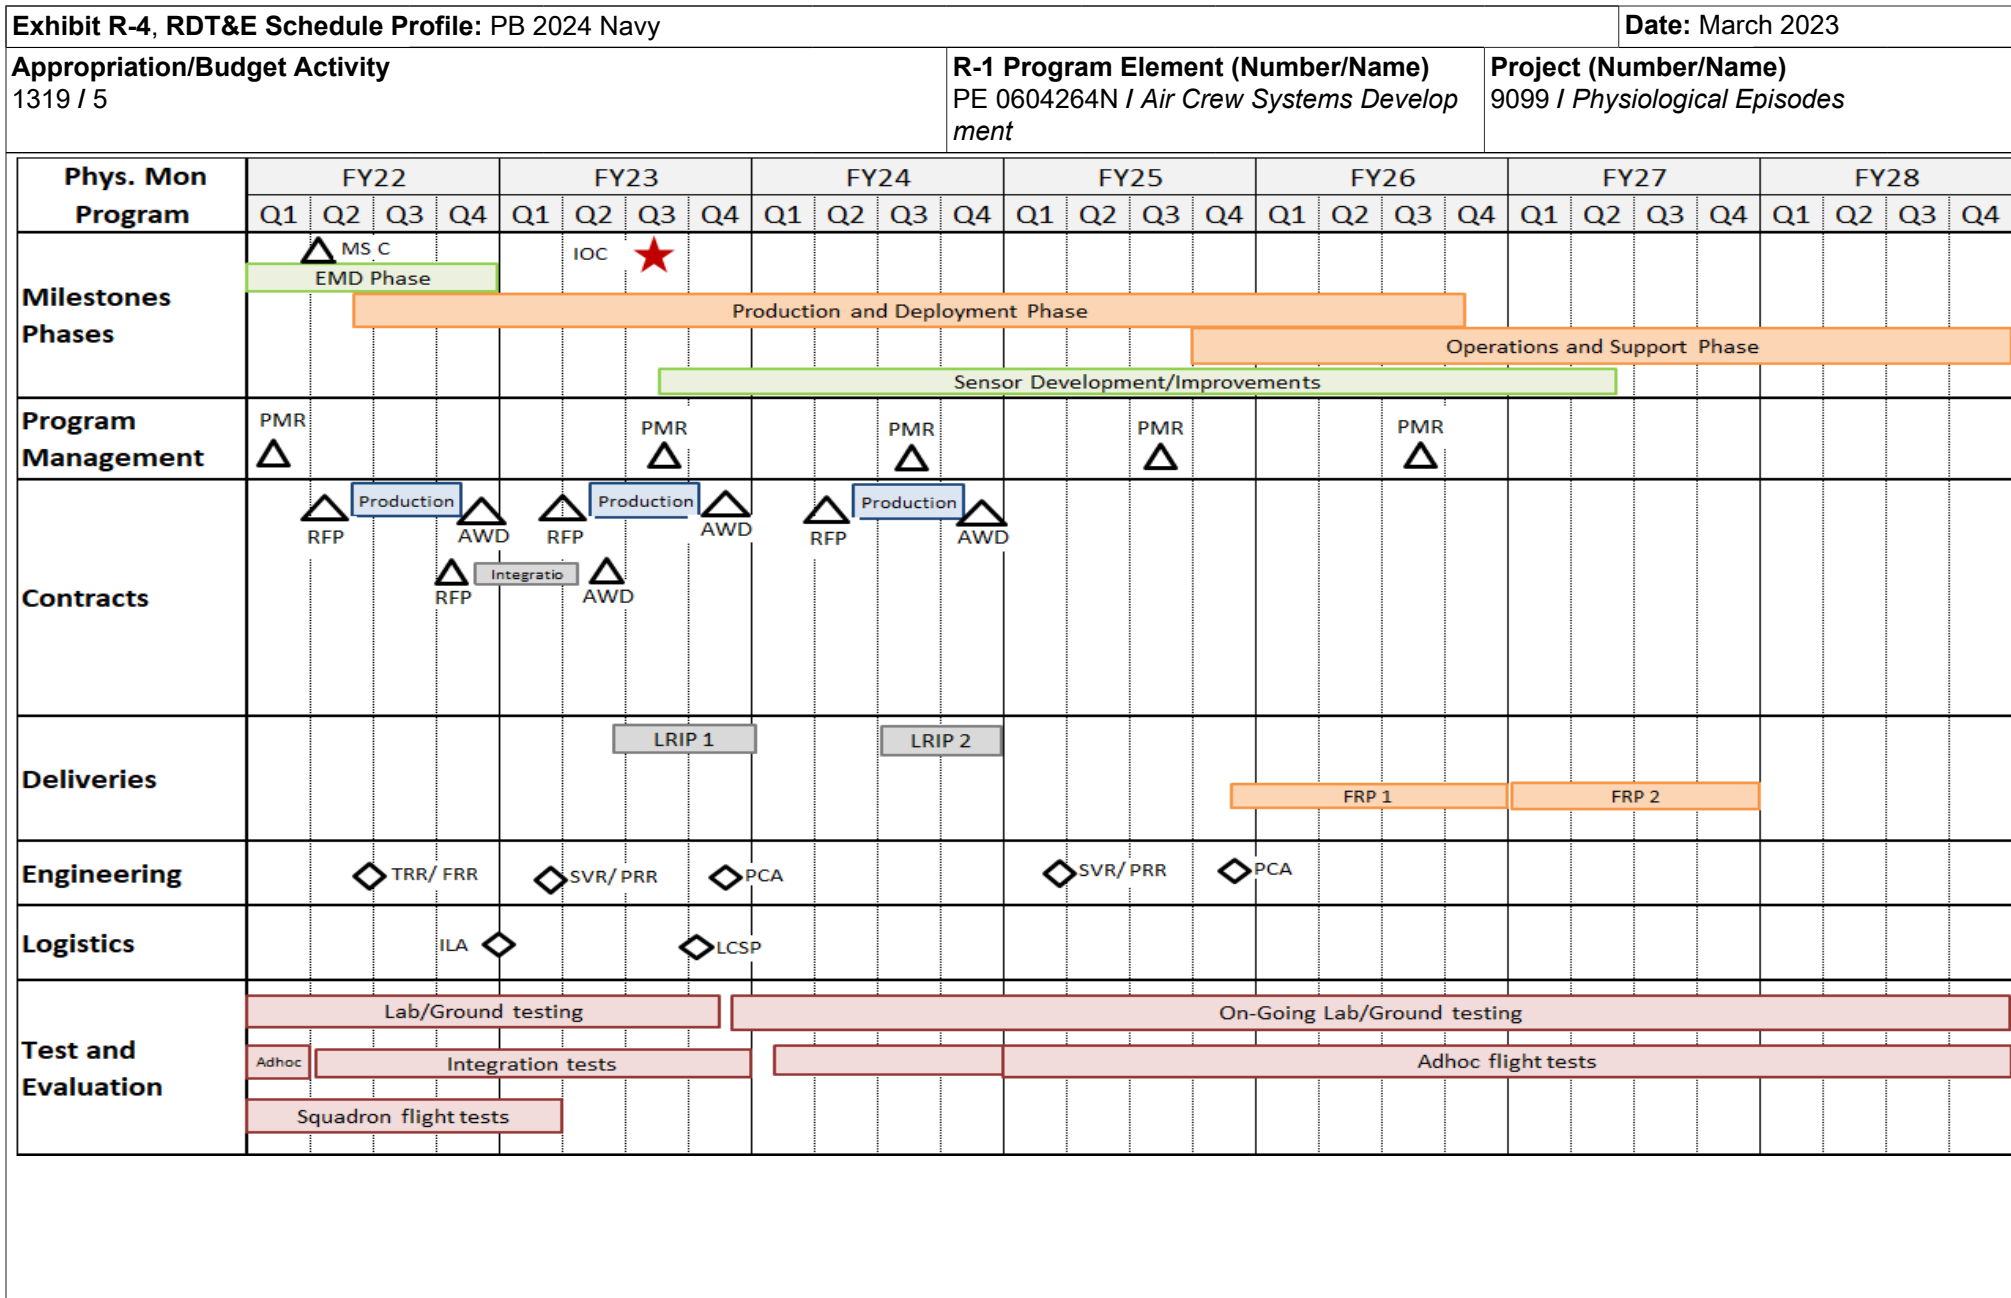 Exhibit R-4, RDT&E Schedule Profile: PB 2024 Navy
Date: March 2023
Appropriation/Budget Activity
1319 / 5
R-1 Program Element (Number/Name)
PE 0604264N / Air Crew Systems Develop
ment
Project (Number/Name)
9099 / Physiological Episodes
Phys. Mon
Program
FY22 FY23 FY24 FY25 FY26 FY27 FY28
Q1 Q2 Q3 Q4 Q1 Q2 Q3 Q4 Q1 Q2 Q3 Q4 Q1 Q2 Q3 Q4 Q1 Q2 Q3 Q4 Q1 Q2 Q3 Q4 Q1 Q2 Q3 Q4
Milestones
Phases
MS C
IOC
EMD Phase
Production and Deployment Phase
Operations and Support Phase
Sensor Development/Improvements
Program
Management
PMR PMR PMR PMR PMR
Contracts
Production Production Production
RFP AWD RFP AWD RFP AWD
Integratio
RFP AWD
Deliveries
LRIP 1 LRIP 2
FRP 1 FRP 2
Engineering
TRR/ FRR SVR/ PRR PCA SVR/ PRR PCA
Logistics
ILA LCSP
Test and
Evaluation
Lab/Ground testing On-Going Lab/Ground testing
Adhoc Integration tests Adhoc flight tests
Squadron flight tests